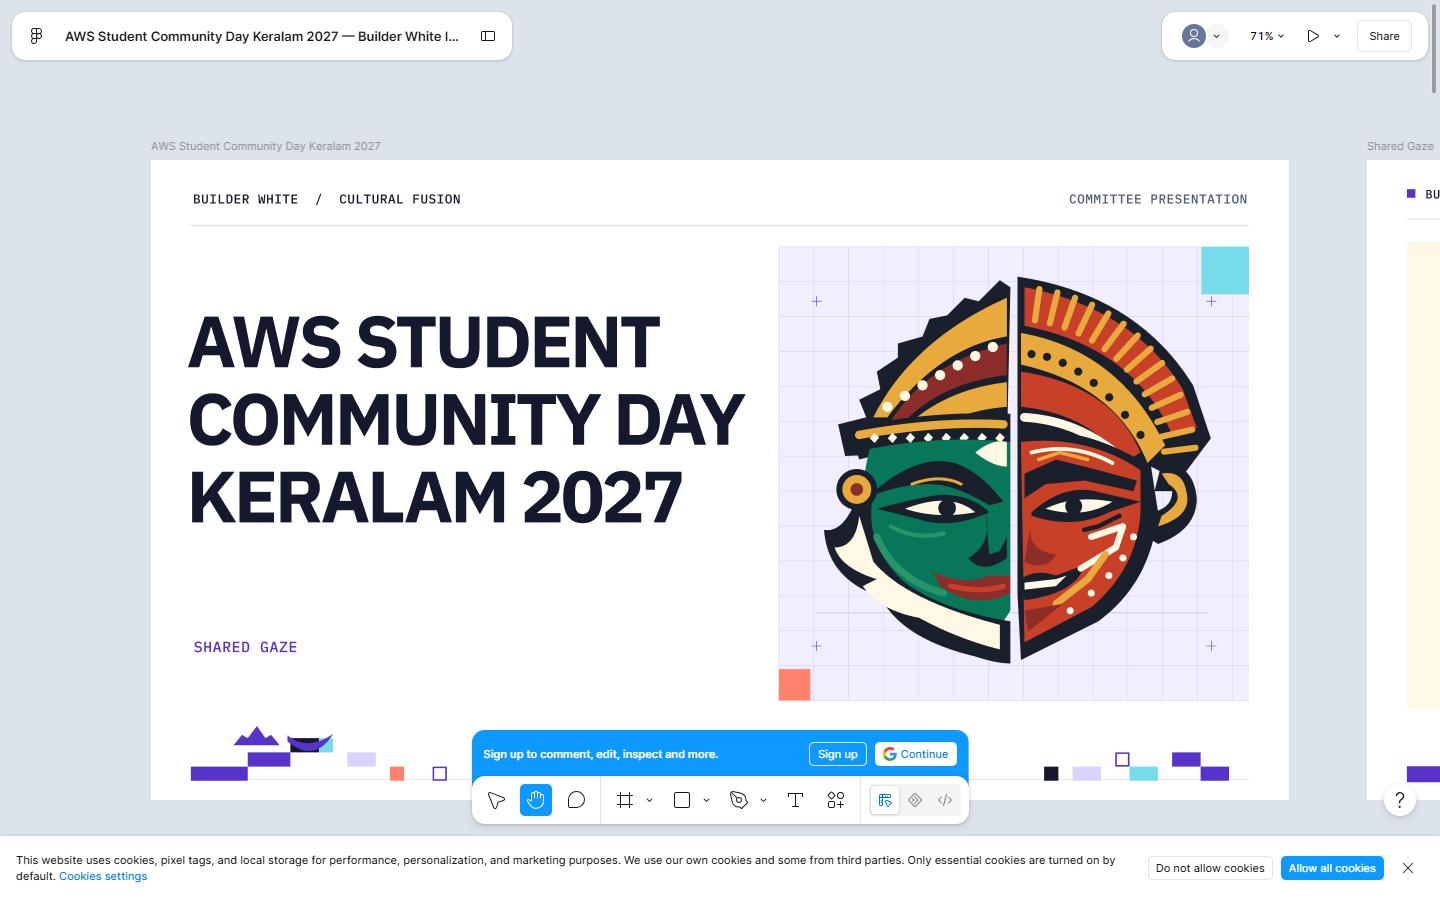 AWS Student Community Day Keralam 2027 — Builder White I...
71%
Share
AWS Student Community Day Keralam 2027
Shared Gaze
BUILDER WHITE / CULTURAL FUSION
COMMITTEE PRESENTATION
BU
AWS STUDENT
COMMUNITY DAY
KERALAM 2027
SHARED GAZE
Sign up to comment, edit, inspect and more.
Sign up
Continue
?
This website uses cookies, pixel tags, and local storage for performance, personalization, and marketing purposes. We use our own cookies and some from third parties. Only essential cookies are turned on by
default. Cookies settings
Do not allow cookies
Allow all cookies